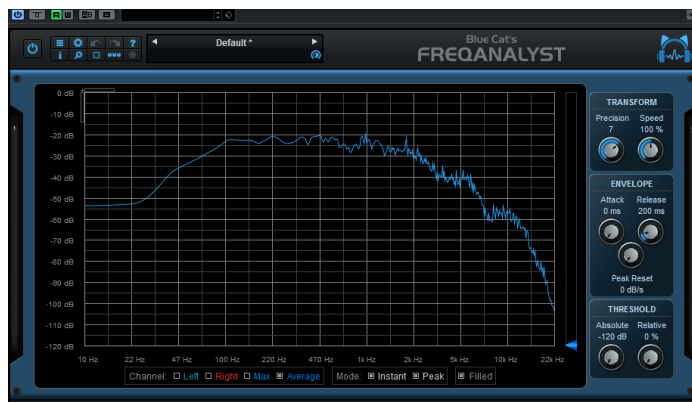 R W
Default *
Blue Cat's
FREQANALYST
? 
i
0 dB
-10 dB
-20 dB
-30 dB
-40 dB
-50 dB
-60 dB
-70 dB
-80 dB
-90 dB
-100 dB
-110 dB
-120 dB
10 Hz 22 Hz 47 Hz 100 Hz 220 Hz 470 Hz 1 kHz 2k Hz 5k Hz 10k Hz 22k Hz
Channel: Left Right Max Average Mode: Instant Peak Filled
TRANSFORM
Precision Speed
7 100 %
ENVELOPE
Attack Release
0 ms 200 ms
Peak Reset
0 dB/s
THRESHOLD
Absolute Relative
-120 dB 0 %